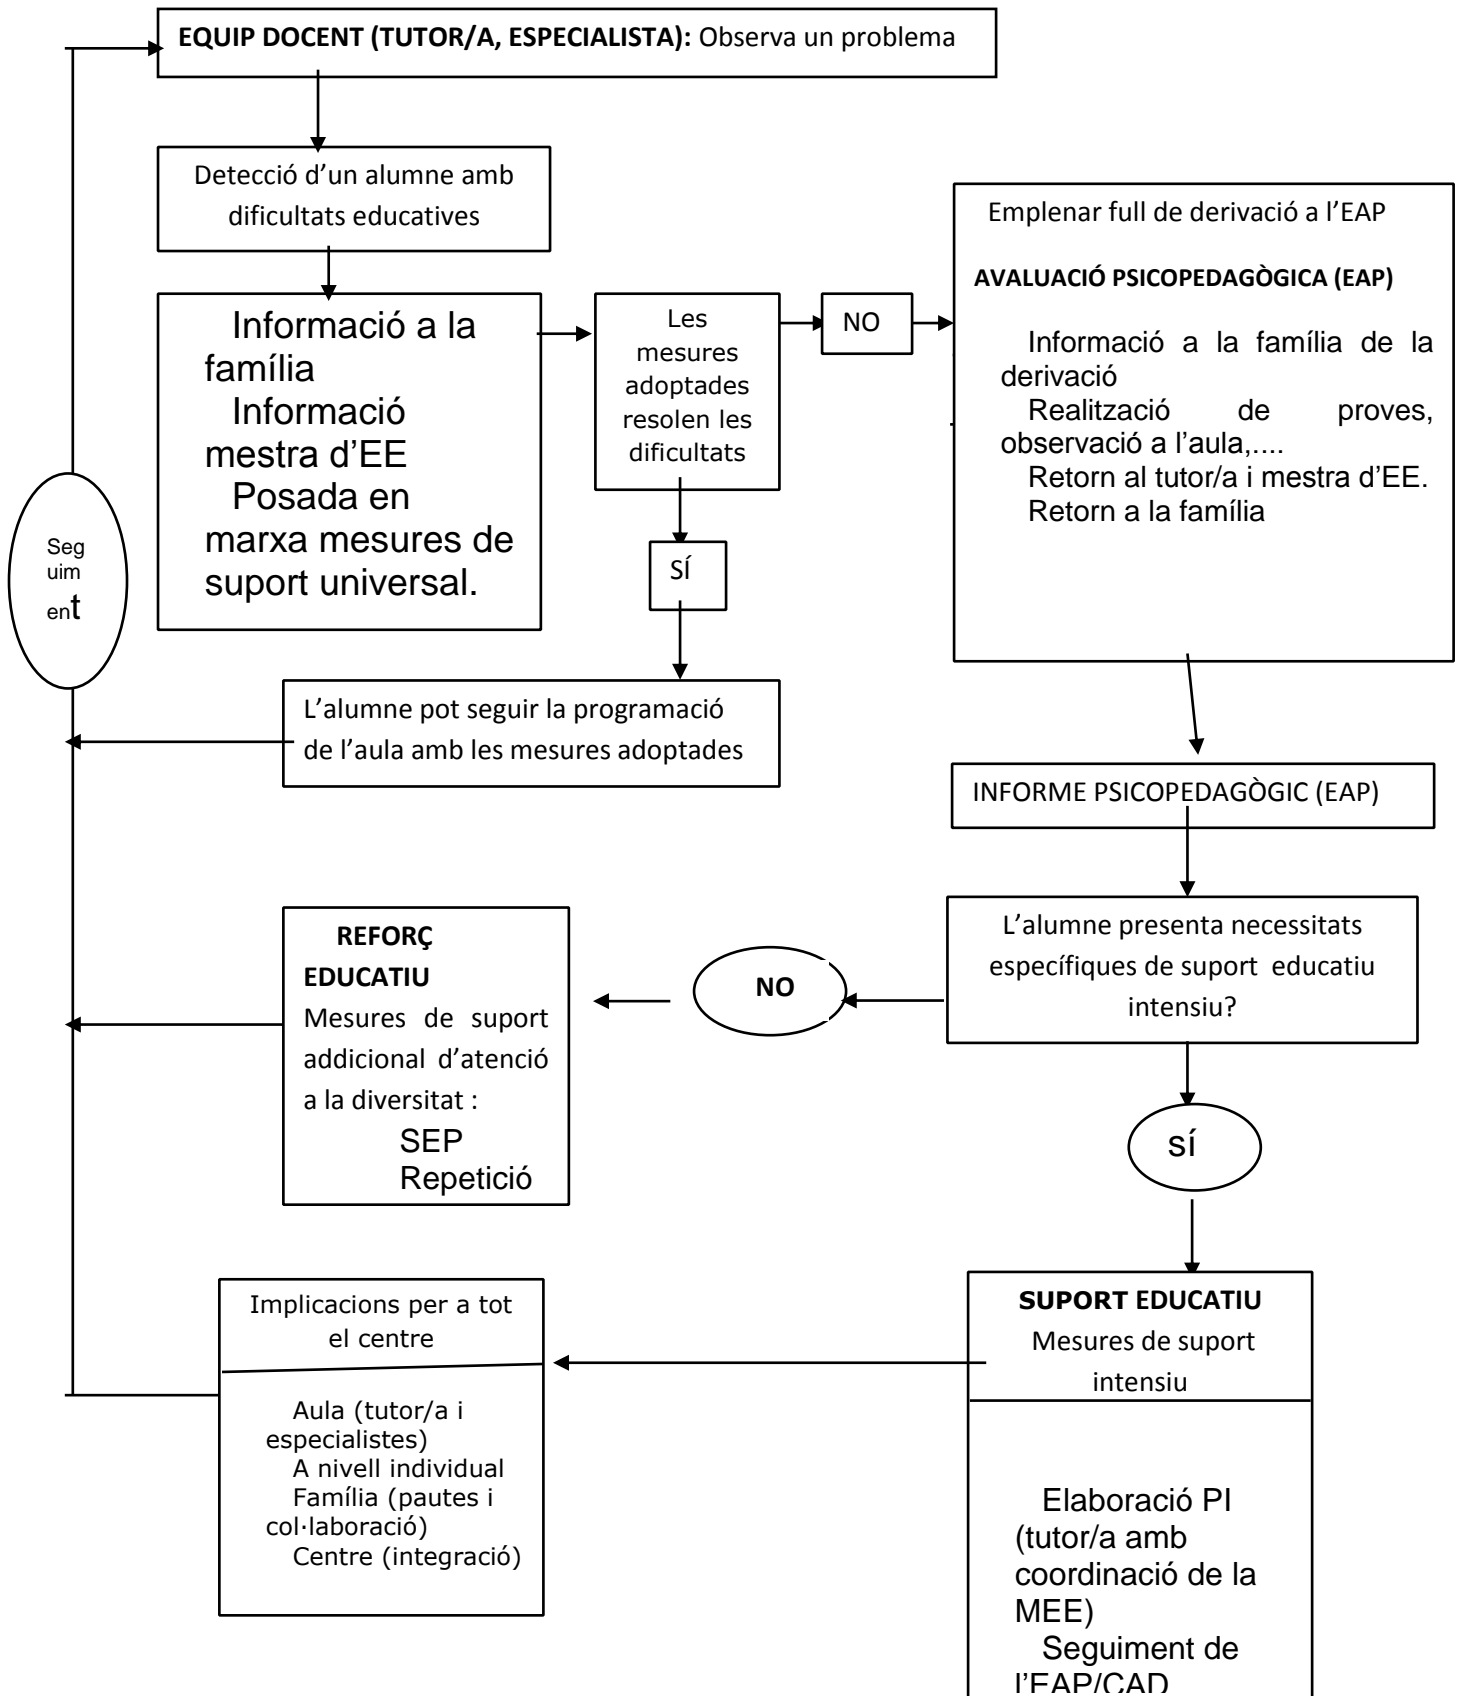 EQUIP DOCENT (TUTOR/A, ESPECIALISTA): Observa un problema
Detecció d’un alumne amb
dificultats educatives
Informació a la
família
Informació
mestra d’EE
Posada en
marxa mesures de
suport universal.
Les
mesures
adoptades
resolen les
dificultats
NO
Emplenar full de derivació a l’EAP
AVALUACIÓ PSICOPEDAGÒGICA (EAP)
Informació a la família de la
derivació
Realització de proves,
observació a l’aula,....
Retorn al tutor/a i mestra d’EE.
Retorn a la família
SÍ
Seg
uim
ent
L’alumne pot seguir la programació
de l’aula amb les mesures adoptades
INFORME PSICOPEDAGÒGIC (EAP)
L’alumne presenta necessitats
específiques de suport educatiu
intensiu?
NO
REFORÇ
EDUCATIU
Mesures de suport
addicional d’atenció
a la diversitat :
SEP
Repetició
sí
SUPORT EDUCATIU
Mesures de suport
intensiu
Elaboració PI
(tutor/a amb
coordinació de la
MEE)
Seguiment de
l’EAP/CAD
Implicacions per a tot
el centre
Aula (tutor/a i
especialistes)
A nivell individual
Família (pautes i
col·laboració)
Centre (integració)